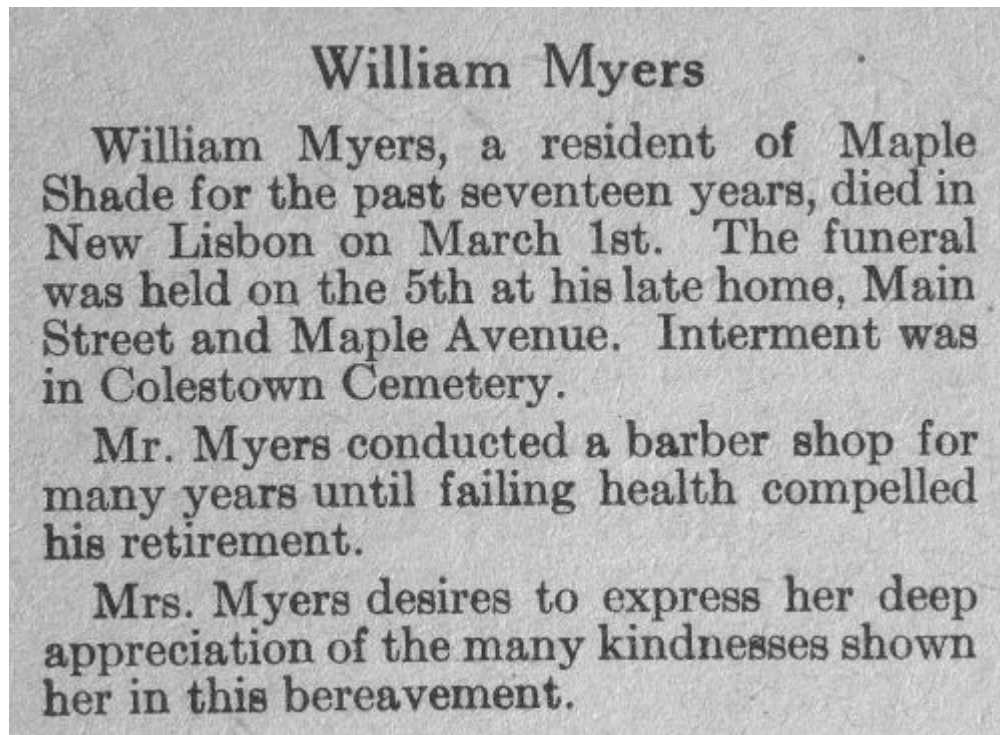 William Myers
William Myers, a resident of Maple
Shade for the past seventeen years, died in
New Lisbon on March 1st. The funeral
was held on the 5th at his late home, Main
Street and Maple Avenue. Interment was
in Colestown Cemetery.
Mr. Myers conducted a barber shop for
many years until failing health compelled
his retirement.
Mrs. Myers desires to express her deep
appreciation of the many kindnesses shown
her in this bereavement.